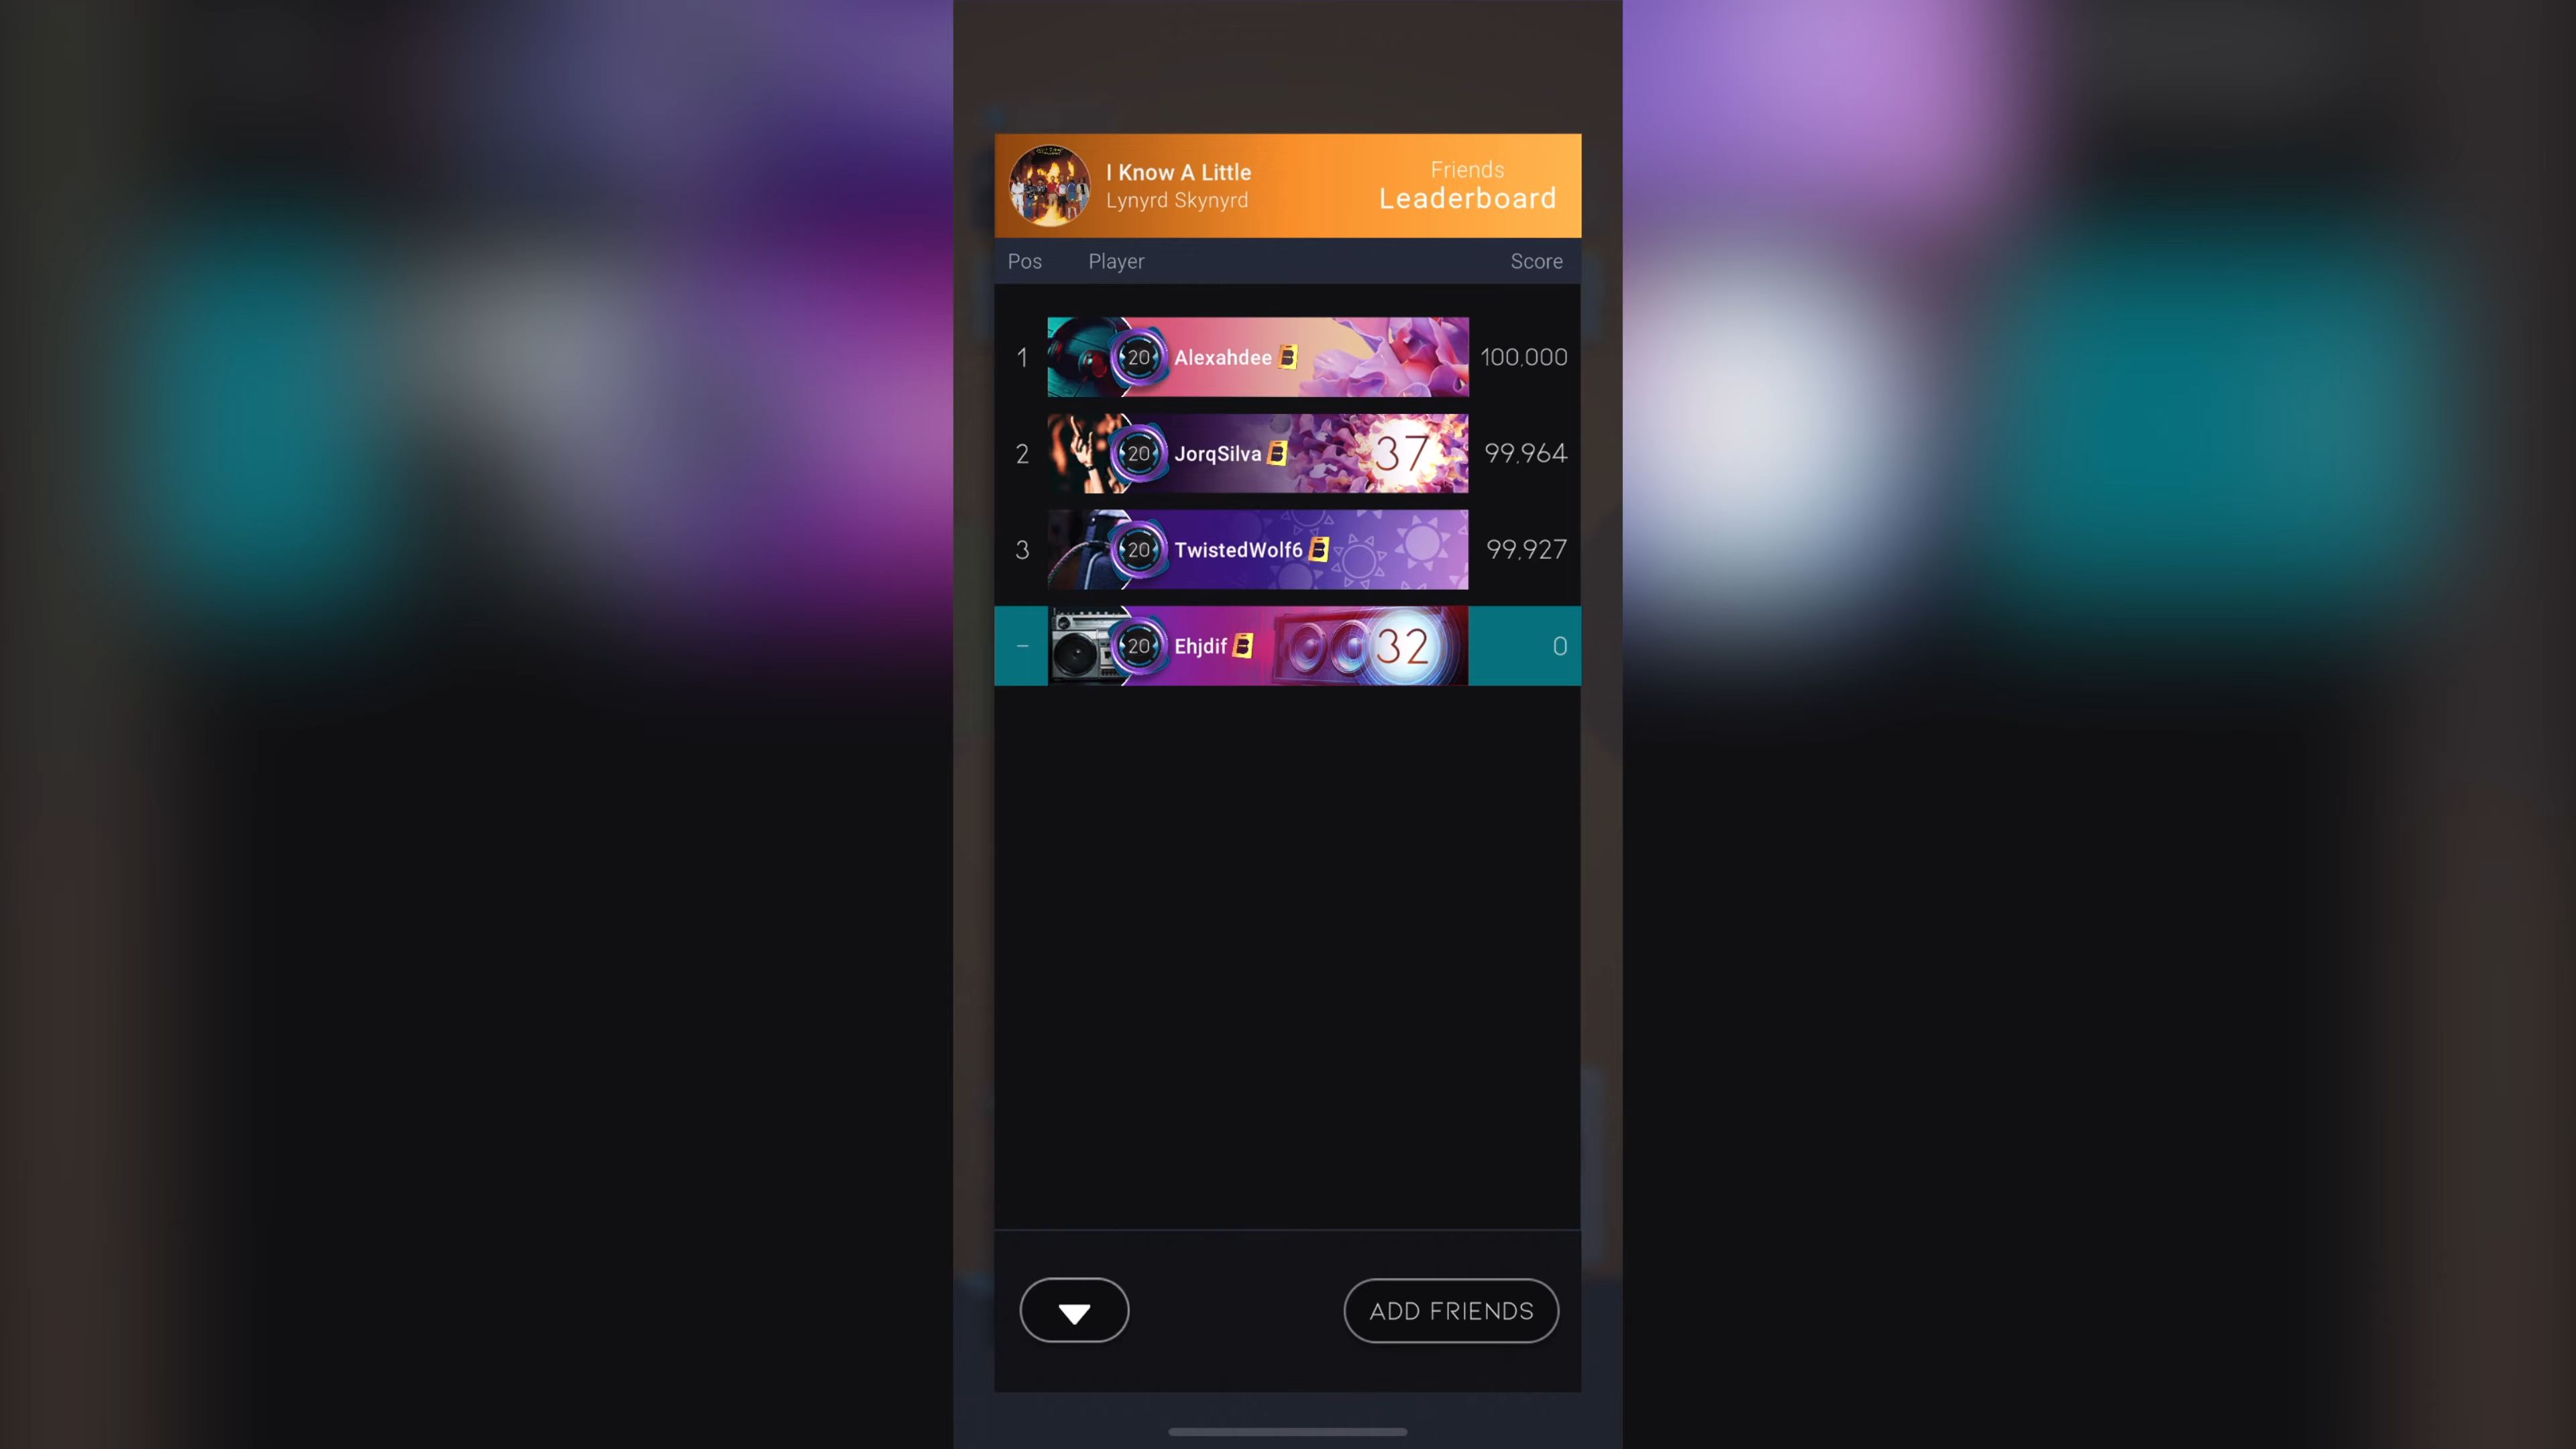 I Know A Little
Lynyrd Skynyrd
Friends
Leaderboard
Pos Player Score
1 20 Alexahdee B 100,000
2 20 JorqSilva B 37 99,964
3 20 TwistedWolf6 B 99,927
– 20 Ehjdif B 32 0
ADD FRIENDS